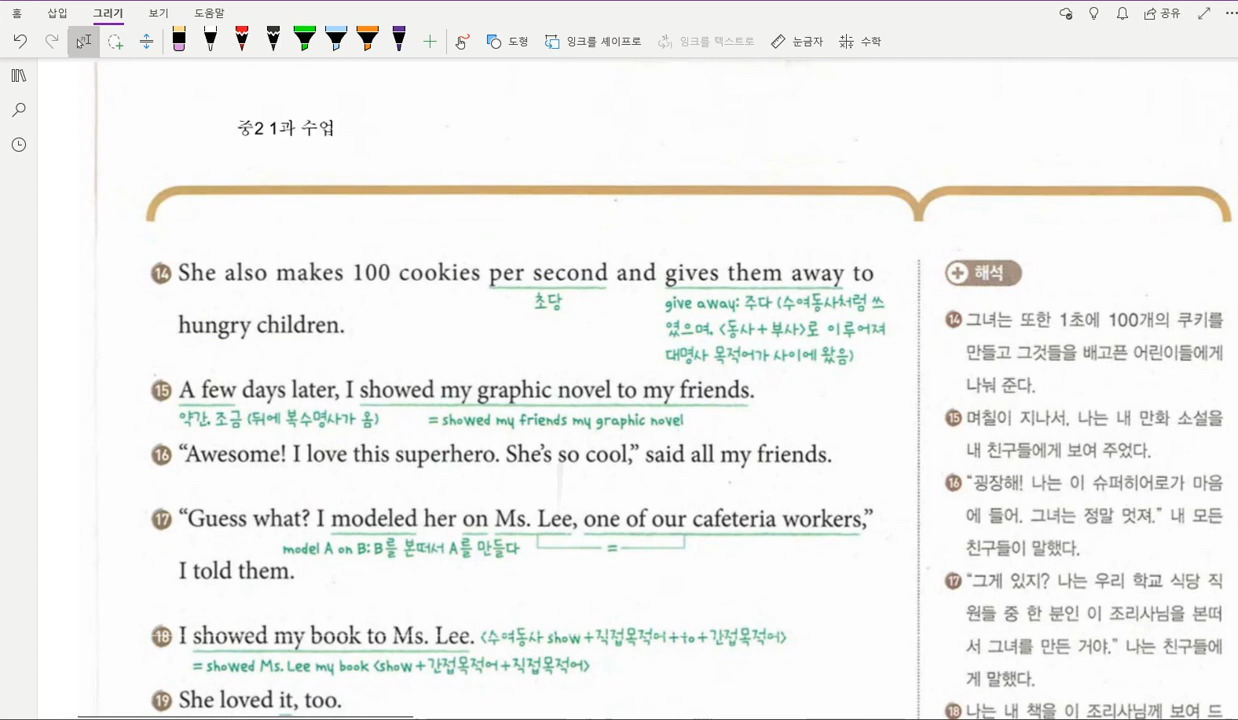 홈 삽입 그리기 보기 도움말 공유
도형 잉크를 셰이프로 잉크를 텍스트로 눈금자 수학
중2 1과 수업
14 She also makes 100 cookies per second and gives them away to
초당 give away: 주다 (수여동사처럼 쓰
였으며, <동사+부사>로 이루어져
hungry children.
대명사 목적어가 사이에 왔음)
15 A few days later, I showed my graphic novel to my friends.
약간, 조금 (뒤에 복수명사가 옴) = showed my friends my graphic novel
16 “Awesome! I love this superhero. She’s so cool,” said all my friends.
17 “Guess what? I modeled her on Ms. Lee, one of our cafeteria workers,”
model A on B: B를 본떠서 A를 만들다 =
I told them.
18 I showed my book to Ms. Lee. <수여동사 show+직접목적어+to+간접목적어>
= showed Ms. Lee my book <show+간접목적어+직접목적어>
19 She loved it, too.
해석
14 그녀는 또한 1초에 100개의 쿠키를
만들고 그것들을 배고픈 어린이들에게
나눠 준다.
15 며칠이 지나서, 나는 내 만화 소설을
내 친구들에게 보여 주었다.
16 “굉장해! 나는 이 슈퍼히어로가 마음
에 들어. 그녀는 정말 멋져.” 내 모든
친구들이 말했다.
17 “그게 있지? 나는 우리 학교 식당 직
원들 중 한 분인 이 조리사님을 본떠
서 그녀를 만든 거야.” 나는 친구들에
게 말했다.
18 나는 내 책을 이 조리사님께 보여 드